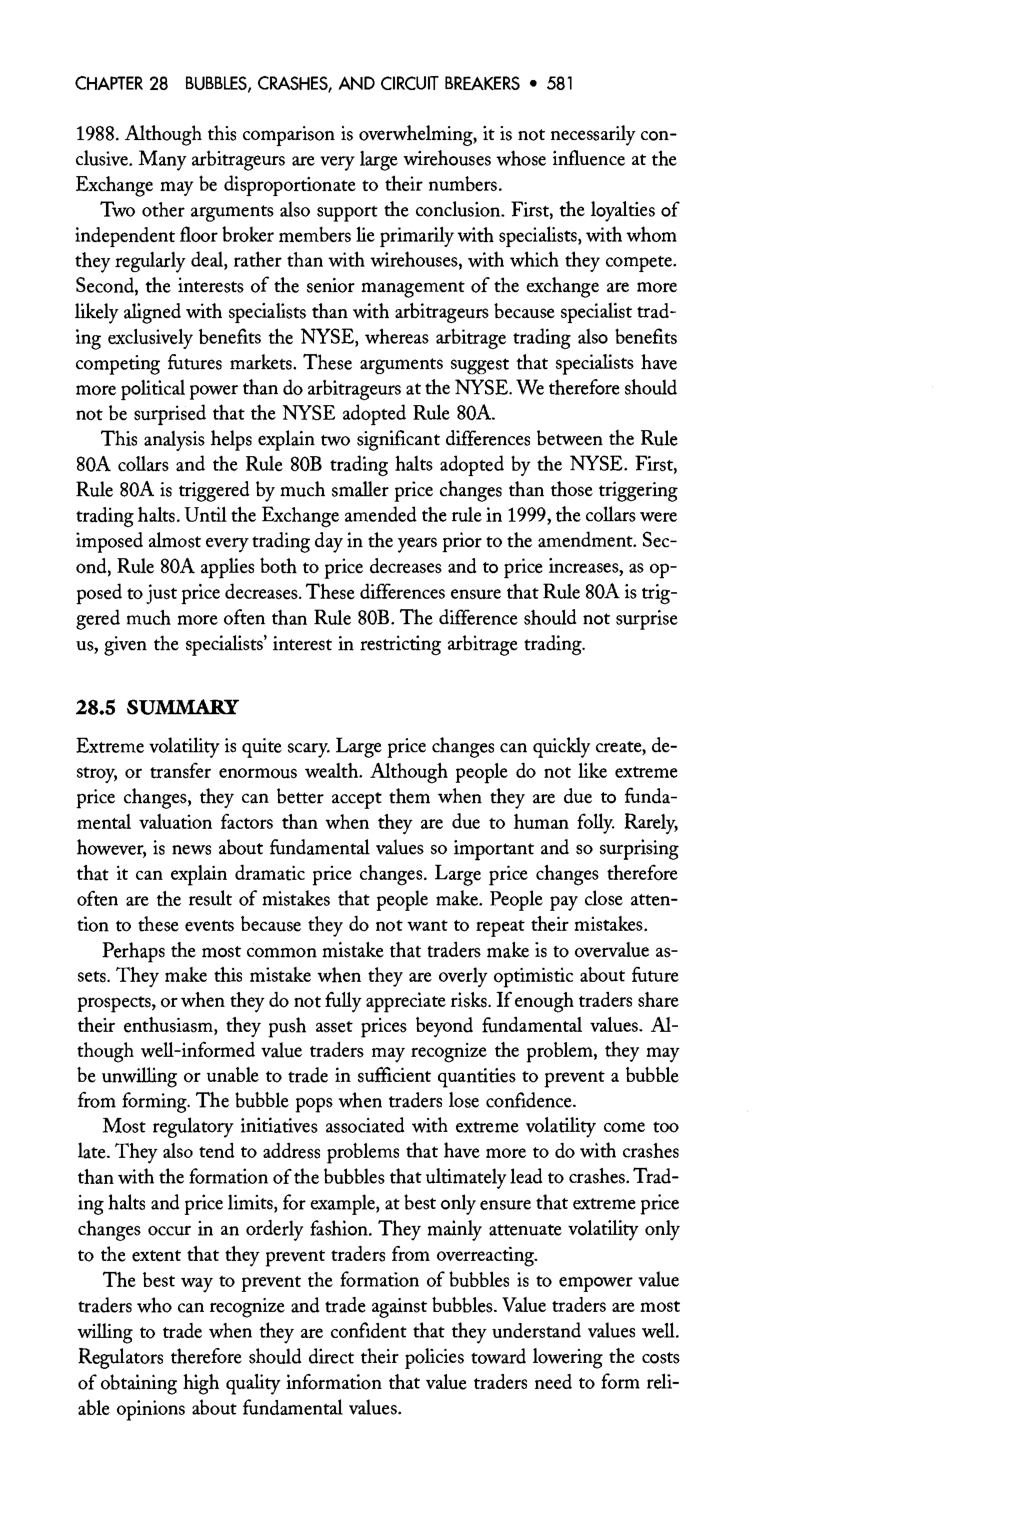 CHAPTER 28 BUBBLES, CRASHES, AND CIRCUIT BREAKERS • 581
1988. Although this comparison is overwhelming, it is not necessarily con-
clusive. Many arbitrageurs are very large wirehouses whose influence at the
Exchange may be disproportionate to their numbers.
Two other arguments also support the conclusion. First, the loyalties of
independent floor broker members lie primarily with specialists, with whom
they regularly deal, rather than with wirehouses, with which they compete.
Second, the interests of the senior management of the exchange are more
likely aligned with specialists than with arbitrageurs because specialist trad-
ing exclusively benefits the NYSE, whereas arbitrage trading also benefits
competing futures markets. These arguments suggest that specialists have
more political power than do arbitrageurs at the NYSE. We therefore should
not be surprised that the NYSE adopted Rule 80A.
This analysis helps explain two significant differences between the Rule
80A collars and the Rule 80B trading halts adopted by the NYSE. First,
Rule 80A is triggered by much smaller price changes than those triggering
trading halts. Until the Exchange amended the rule in 1999, the collars were
imposed almost every trading day in the years prior to the amendment. Sec-
ond, Rule 80A applies both to price decreases and to price increases, as op-
posed to just price decreases. These differences ensure that Rule 80A is trig-
gered much more often than Rule 80B. The difference should not surprise
us, given the specialists' interest in restricting arbitrage trading.
28.5 SUMMARY
Extreme volatility is quite scary. Large price changes can quickly create, de-
stroy, or transfer enormous wealth. Although people do not like extreme
price changes, they can better accept them when they are due to funda-
mental valuation factors than when they are due to human folly. Rarely,
however, is news about fundamental values so important and so surprising
that it can explain dramatic price changes. Large price changes therefore
often are the result of mistakes that people make. People pay close atten-
tion to these events because they do not want to repeat their mistakes.
Perhaps the most common mistake that traders make is to overvalue as-
sets. They make this mistake when they are overly optimistic about future
prospects, or when they do not fully appreciate risks. If enough traders share
their enthusiasm, they push asset prices beyond fundamental values. Al-
though well-informed value traders may recognize the problem, they may
be unwilling or unable to trade in sufficient quantities to prevent a bubble
from forming. The bubble pops when traders lose confidence.
Most regulatory initiatives associated with extreme volatility come too
late. They also tend to address problems that have more to do with crashes
than with the formation of the bubbles that ultimately lead to crashes. Trad-
ing halts and price limits, for example, at best only ensure that extreme price
changes occur in an orderly fashion. They mainly attenuate volatility only
to the extent that they prevent traders from overreacting.
The best way to prevent the formation of bubbles is to empower value
traders who can recognize and trade against bubbles. Value traders are most
willing to trade when they are confident that they understand values well.
Regulators therefore should direct their policies toward lowering the costs
of obtaining high quality information that value traders need to form reli-
able opinions about fundamental values.